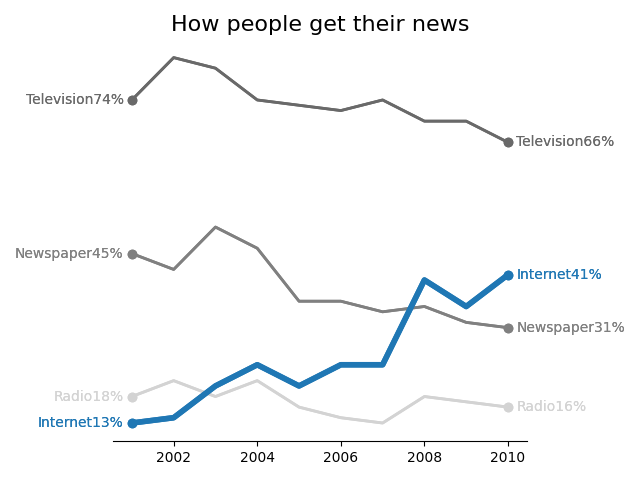 How people get their news
Television74%
Television66%
Newspaper45%
Internet41%
Newspaper31%
Radio18%
Radio16%
Internet13%
2002 2004 2006 2008 2010